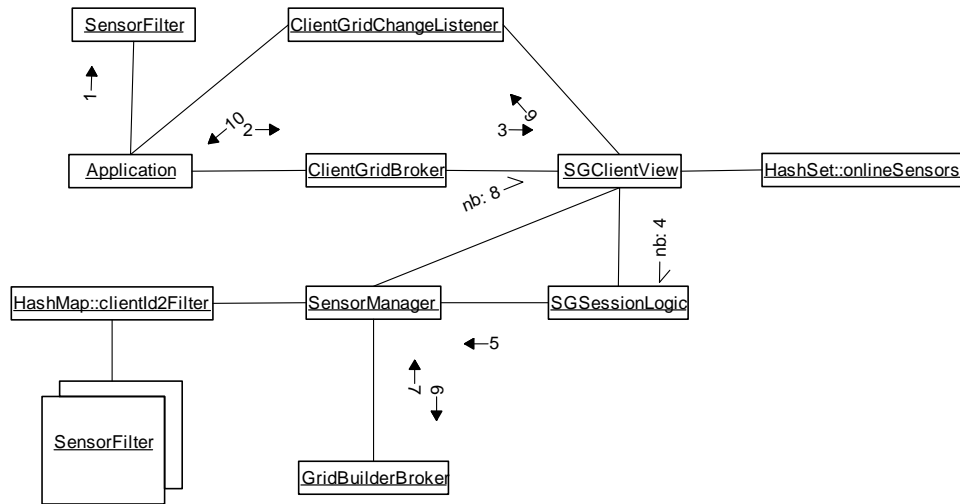 SensorFilter
ClientGridChangeListener
1
10
2
3
9
Application
ClientGridBroker
SGClientView
HashSet::onlineSensors
nb: 8
nb: 4
HashMap::clientId2Filter
SensorManager
SGSessionLogic
5
7
6
SensorFilter
GridBuilderBroker